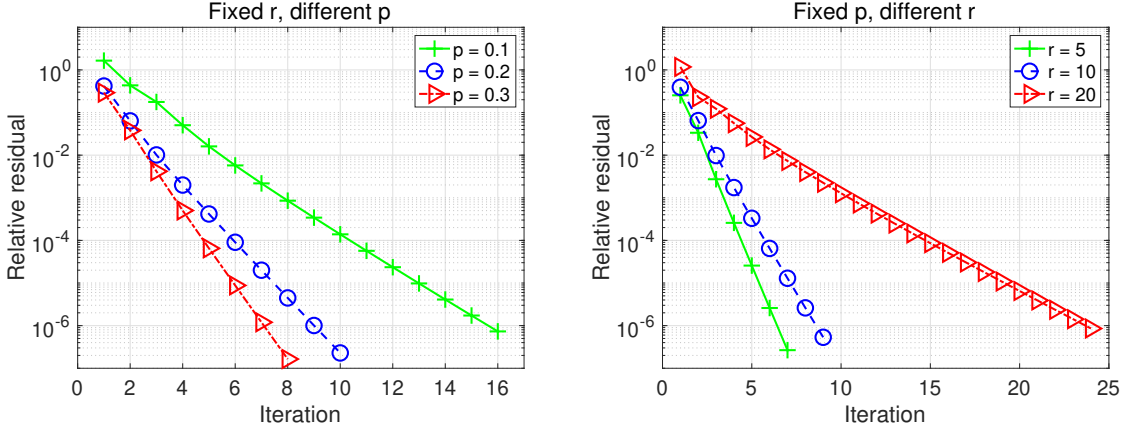 Fixed r, different p
Relative residual
10^0
10^-2
10^-4
10^-6
p = 0.1
p = 0.2
p = 0.3
0 2 4 6 8 10 12 14 16
Iteration
Fixed p, different r
Relative residual
10^0
10^-2
10^-4
10^-6
r = 5
r = 10
r = 20
0 5 10 15 20 25
Iteration